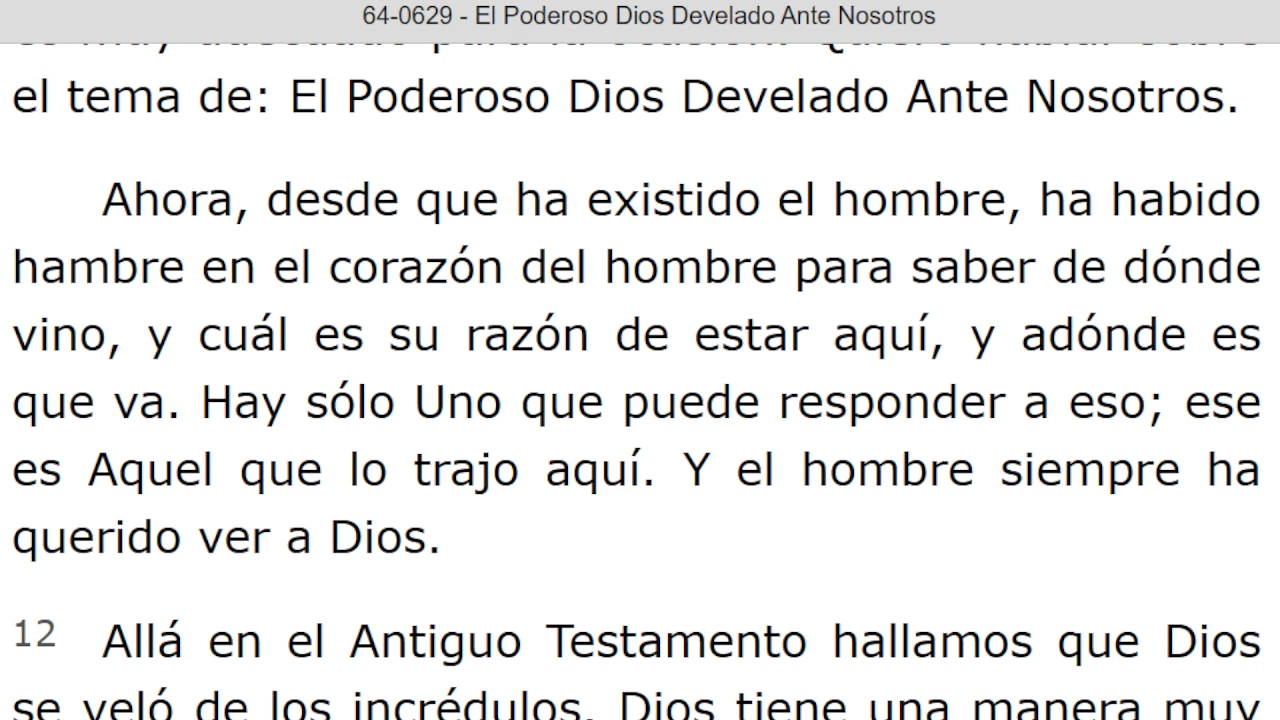 64-0629 - El Poderoso Dios Develado Ante Nosotros
el tema de: El Poderoso Dios Develado Ante Nosotros.
Ahora, desde que ha existido el hombre, ha habido
hambre en el corazón del hombre para saber de dónde
vino, y cuál es su razón de estar aquí, y adónde es
que va. Hay sólo Uno que puede responder a eso; ese
es Aquel que lo trajo aquí. Y el hombre siempre ha
querido ver a Dios.
12 Allá en el Antiguo Testamento hallamos que Dios
se veló de los incrédulos. Dios tiene una manera muy